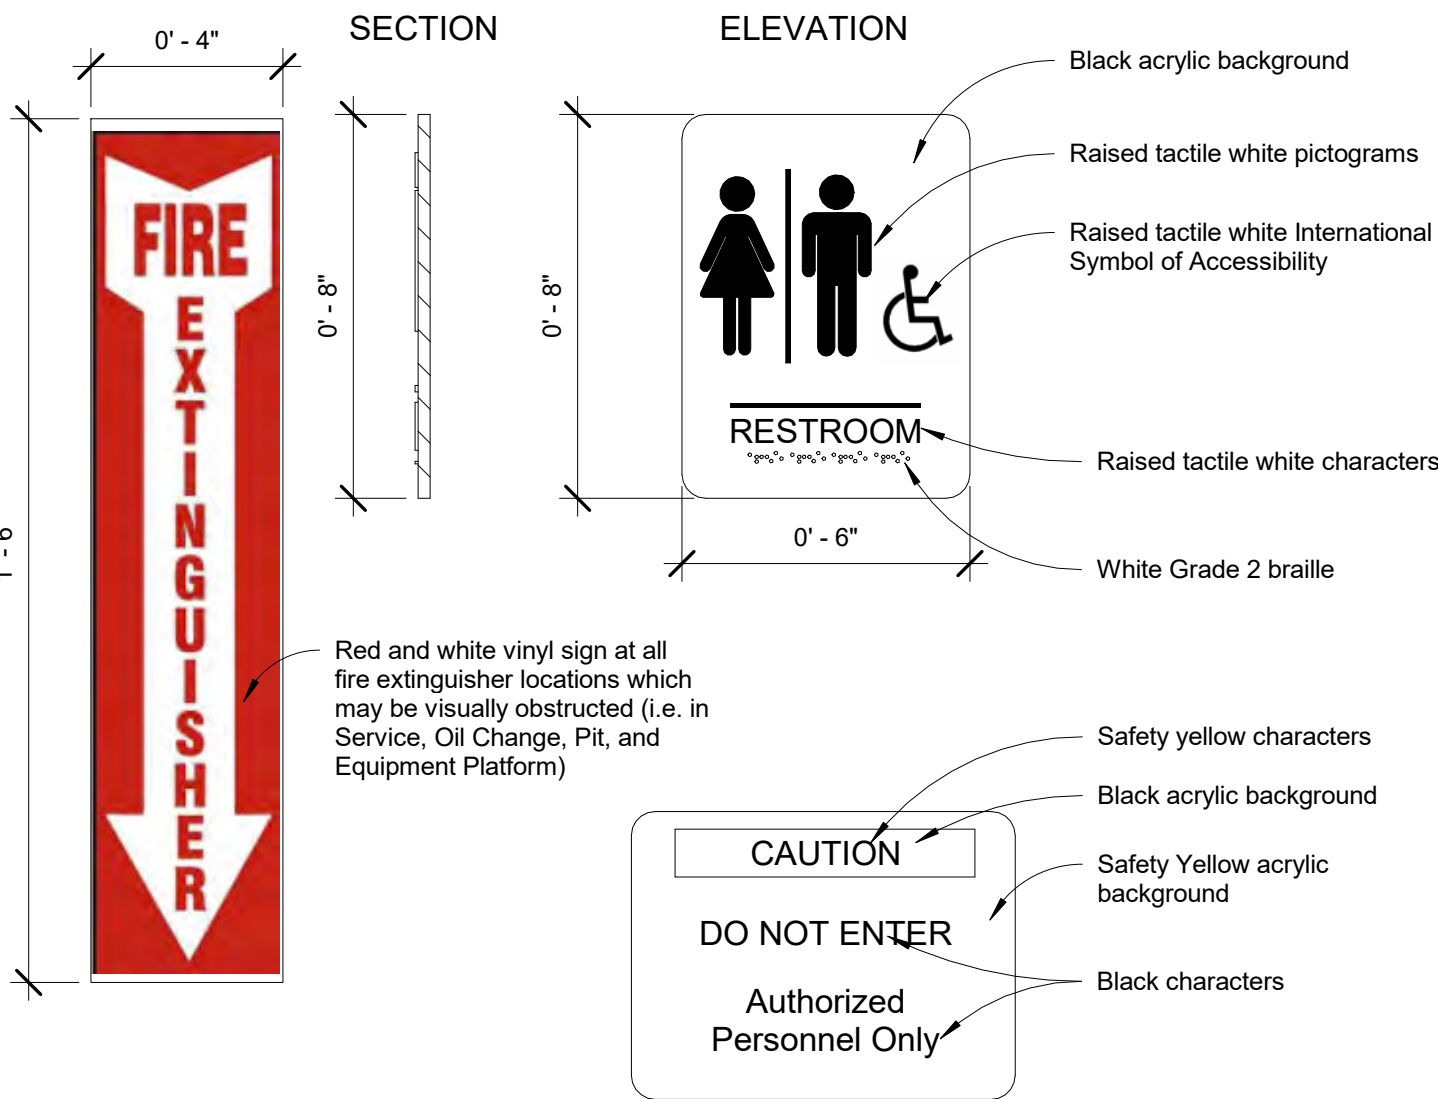 0' - 4"
SECTION
ELEVATION
FIRE
EXTINGUISHER
0' - 8"
0' - 8"
0' - 6"
RESTROOM
Black acrylic background
Raised tactile white pictograms
Raised tactile white International
Symbol of Accessibility
Raised tactile white characters
White Grade 2 braille
Red and white vinyl sign at all
fire extinguisher locations which
may be visually obstructed (i.e. in
Service, Oil Change, Pit, and
Equipment Platform)
CAUTION
DO NOT ENTER
Authorized
Personnel Only
Safety yellow characters
Black acrylic background
Safety Yellow acrylic
background
Black characters